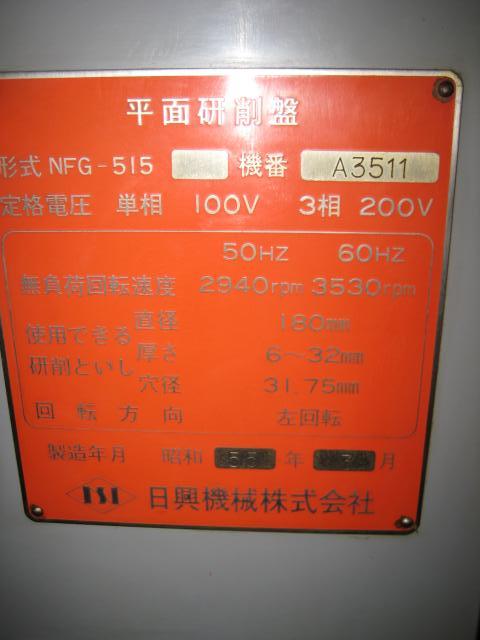 平面研削盤
形式 NFG-515 機番 A3511
定格電圧 単相 100V 3相 200V
50HZ 60HZ
無負荷回転速度 2940rpm 3530rpm
使用できる研削といし
直径 180mm
厚さ 6～32mm
穴径 31.75mm
回転方向 左回転
製造年月 昭和 55 年 月
NSI 日興機械株式会社